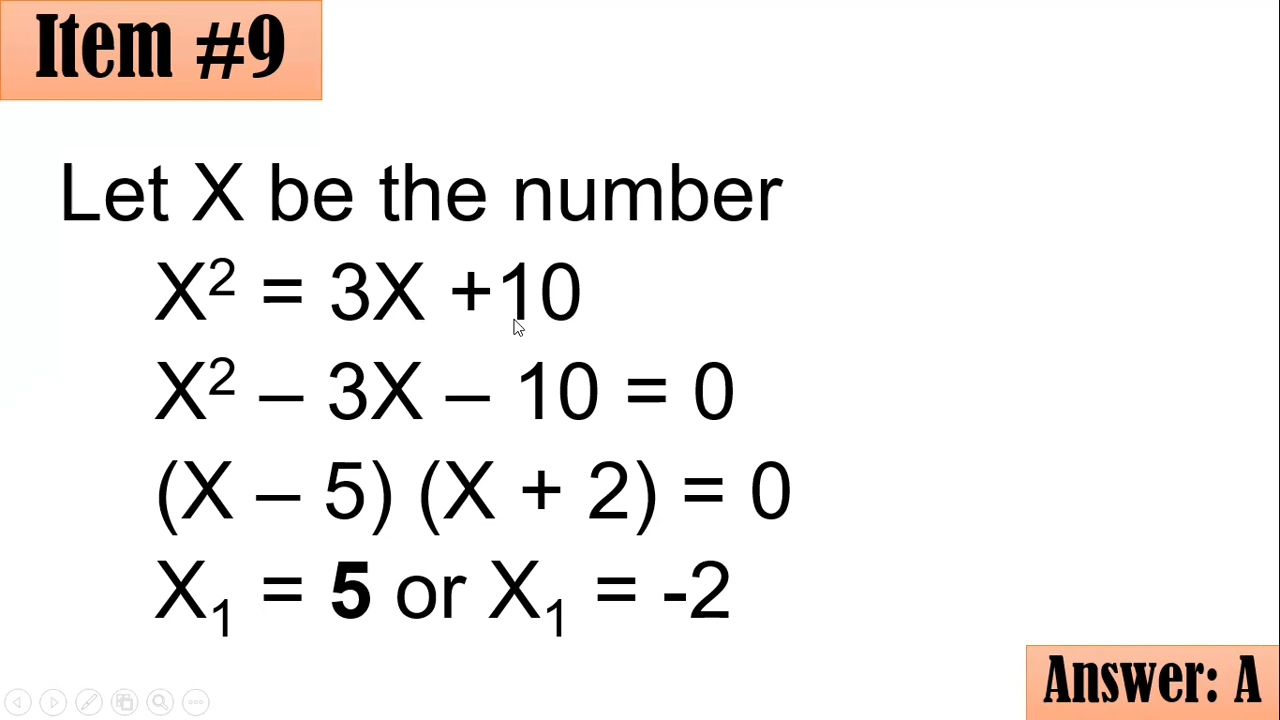 Item #9
Let X be the number
X² = 3X +10
X² – 3X – 10 = 0
(X – 5) (X + 2) = 0
X₁ = 5 or X₁ = -2
Answer: A